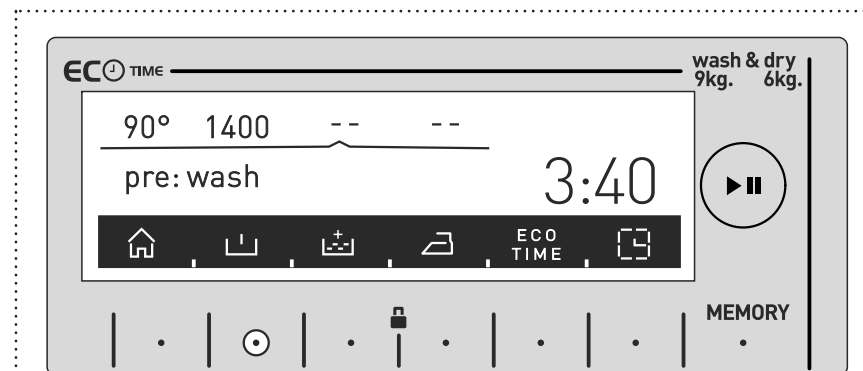 ECO TIME
wash & dry
9kg. 6kg.
90° 1400 -- --
pre: wash
3:40
ECO
TIME
MEMORY